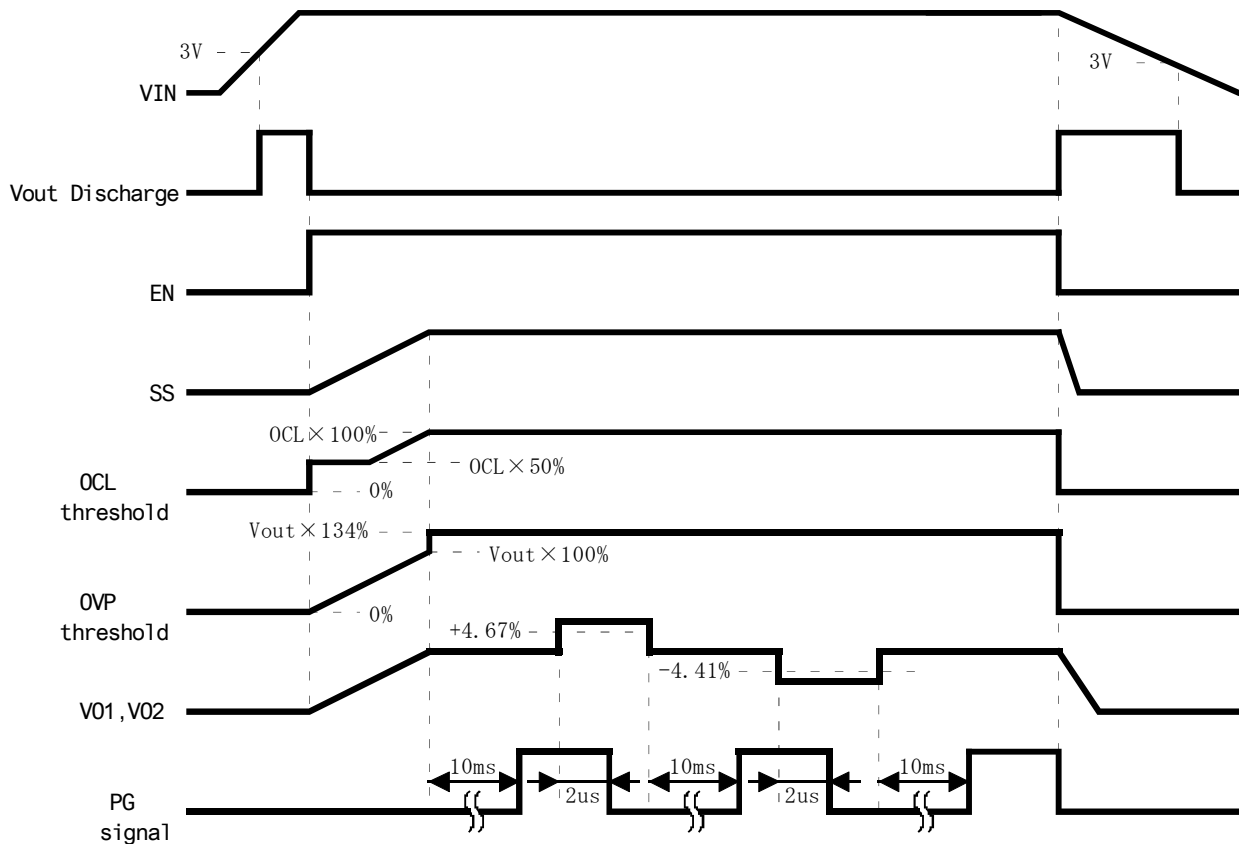 3V
3V
VIN
Vout Discharge
EN
SS
OCL×100%
OCL×50%
OCL
threshold
0%
Vout×134%
Vout×100%
OVP
threshold
0%
+4.67%
-4.41%
VO1,VO2
10ms
10ms
10ms
2us
2us
PG
signal